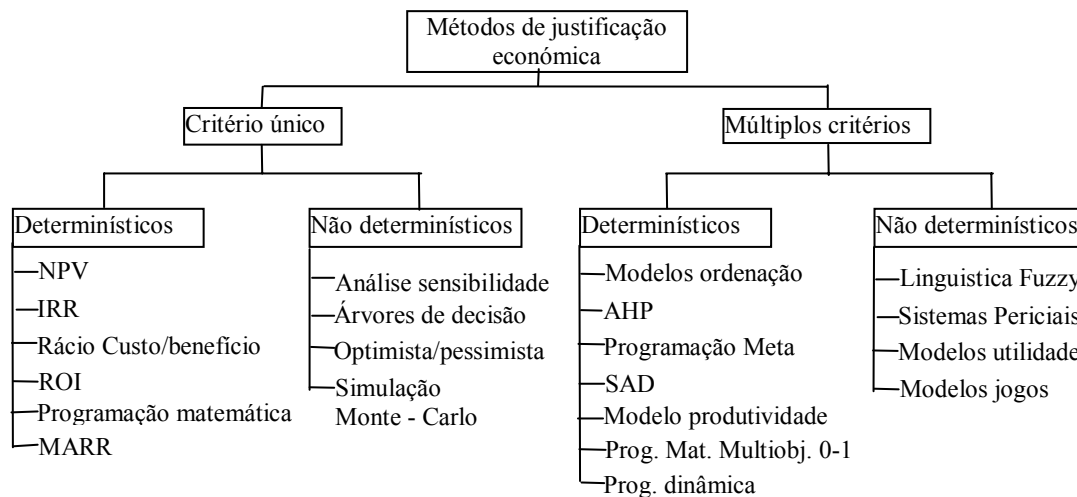 Métodos de justificação
económica
Critério único
Múltiplos critérios
Determinísticos
NPV
IRR
Rácio Custo/benefício
ROI
Programação matemática
MARR
Não determinísticos
Análise sensibilidade
Árvores de decisão
Optimista/pessimista
Simulação
Monte - Carlo
Determinísticos
Modelos ordenação
AHP
Programação Meta
SAD
Modelo produtividade
Prog. Mat. Multiobj. 0-1
Prog. dinâmica
Não determinísticos
Linguistica Fuzzy
Sistemas Periciais
Modelos utilidade
Modelos jogos